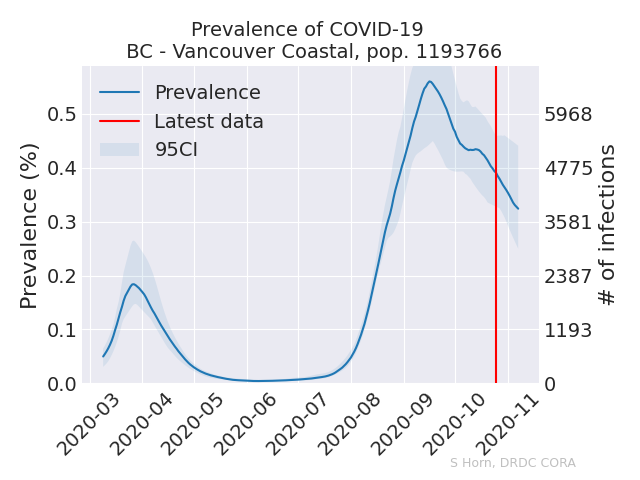 Prevalence of COVID-19
BC - Vancouver Coastal, pop. 1193766
Prevalence
Latest data
95CI
Prevalence (%)
0.5
0.4
0.3
0.2
0.1
0.0
5968
4775
3581
2387
1193
0
# of infections
2020-03
2020-04
2020-05
2020-06
2020-07
2020-08
2020-09
2020-10
2020-11
S Horn, DRDC CORA